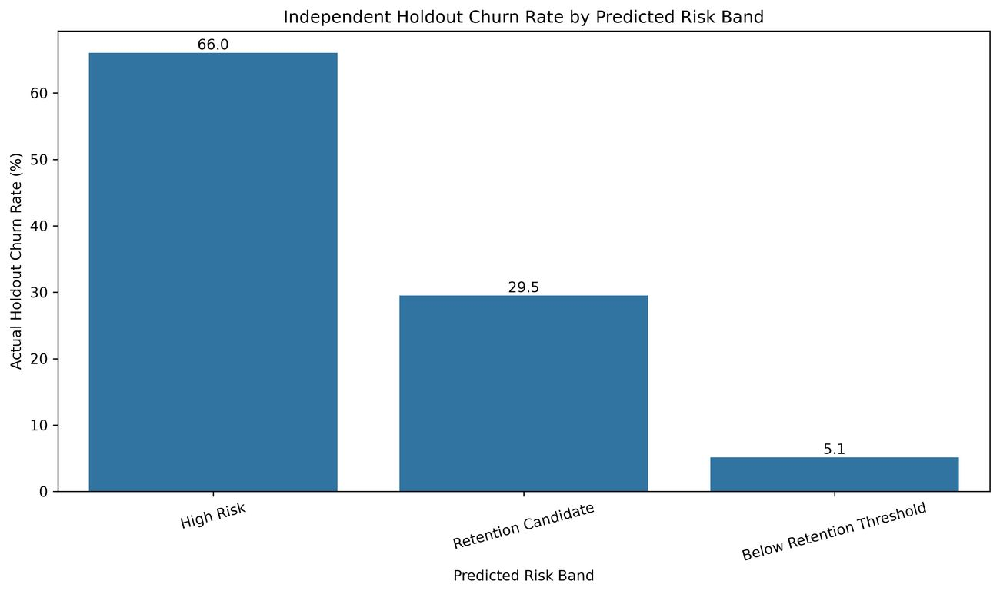 Independent Holdout Churn Rate by Predicted Risk Band
66.0
29.5
5.1
60
50
40
30
20
10
0
Actual Holdout Churn Rate (%)
High Risk
Retention Candidate
Below Retention Threshold
Predicted Risk Band